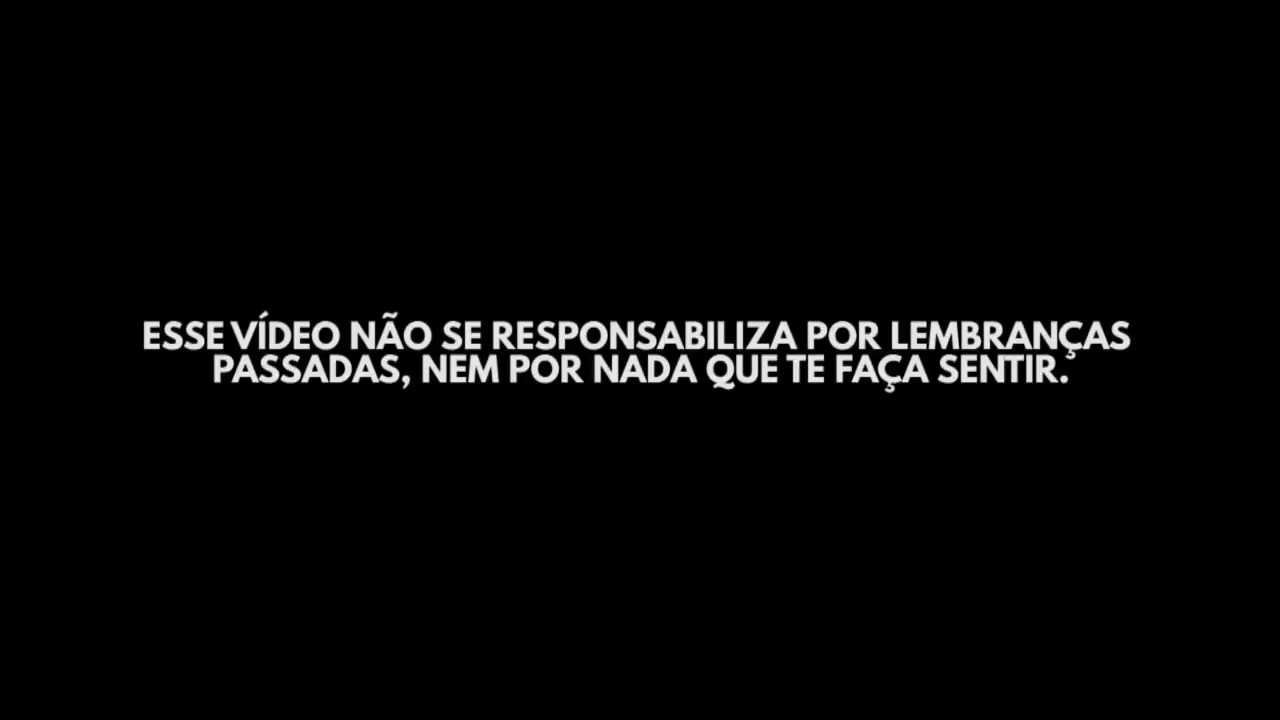 ESSE VÍDEO NÃO SE RESPONSABILIZA POR LEMBRANÇAS
PASSADAS, NEM POR NADA QUE TE FAÇA SENTIR.